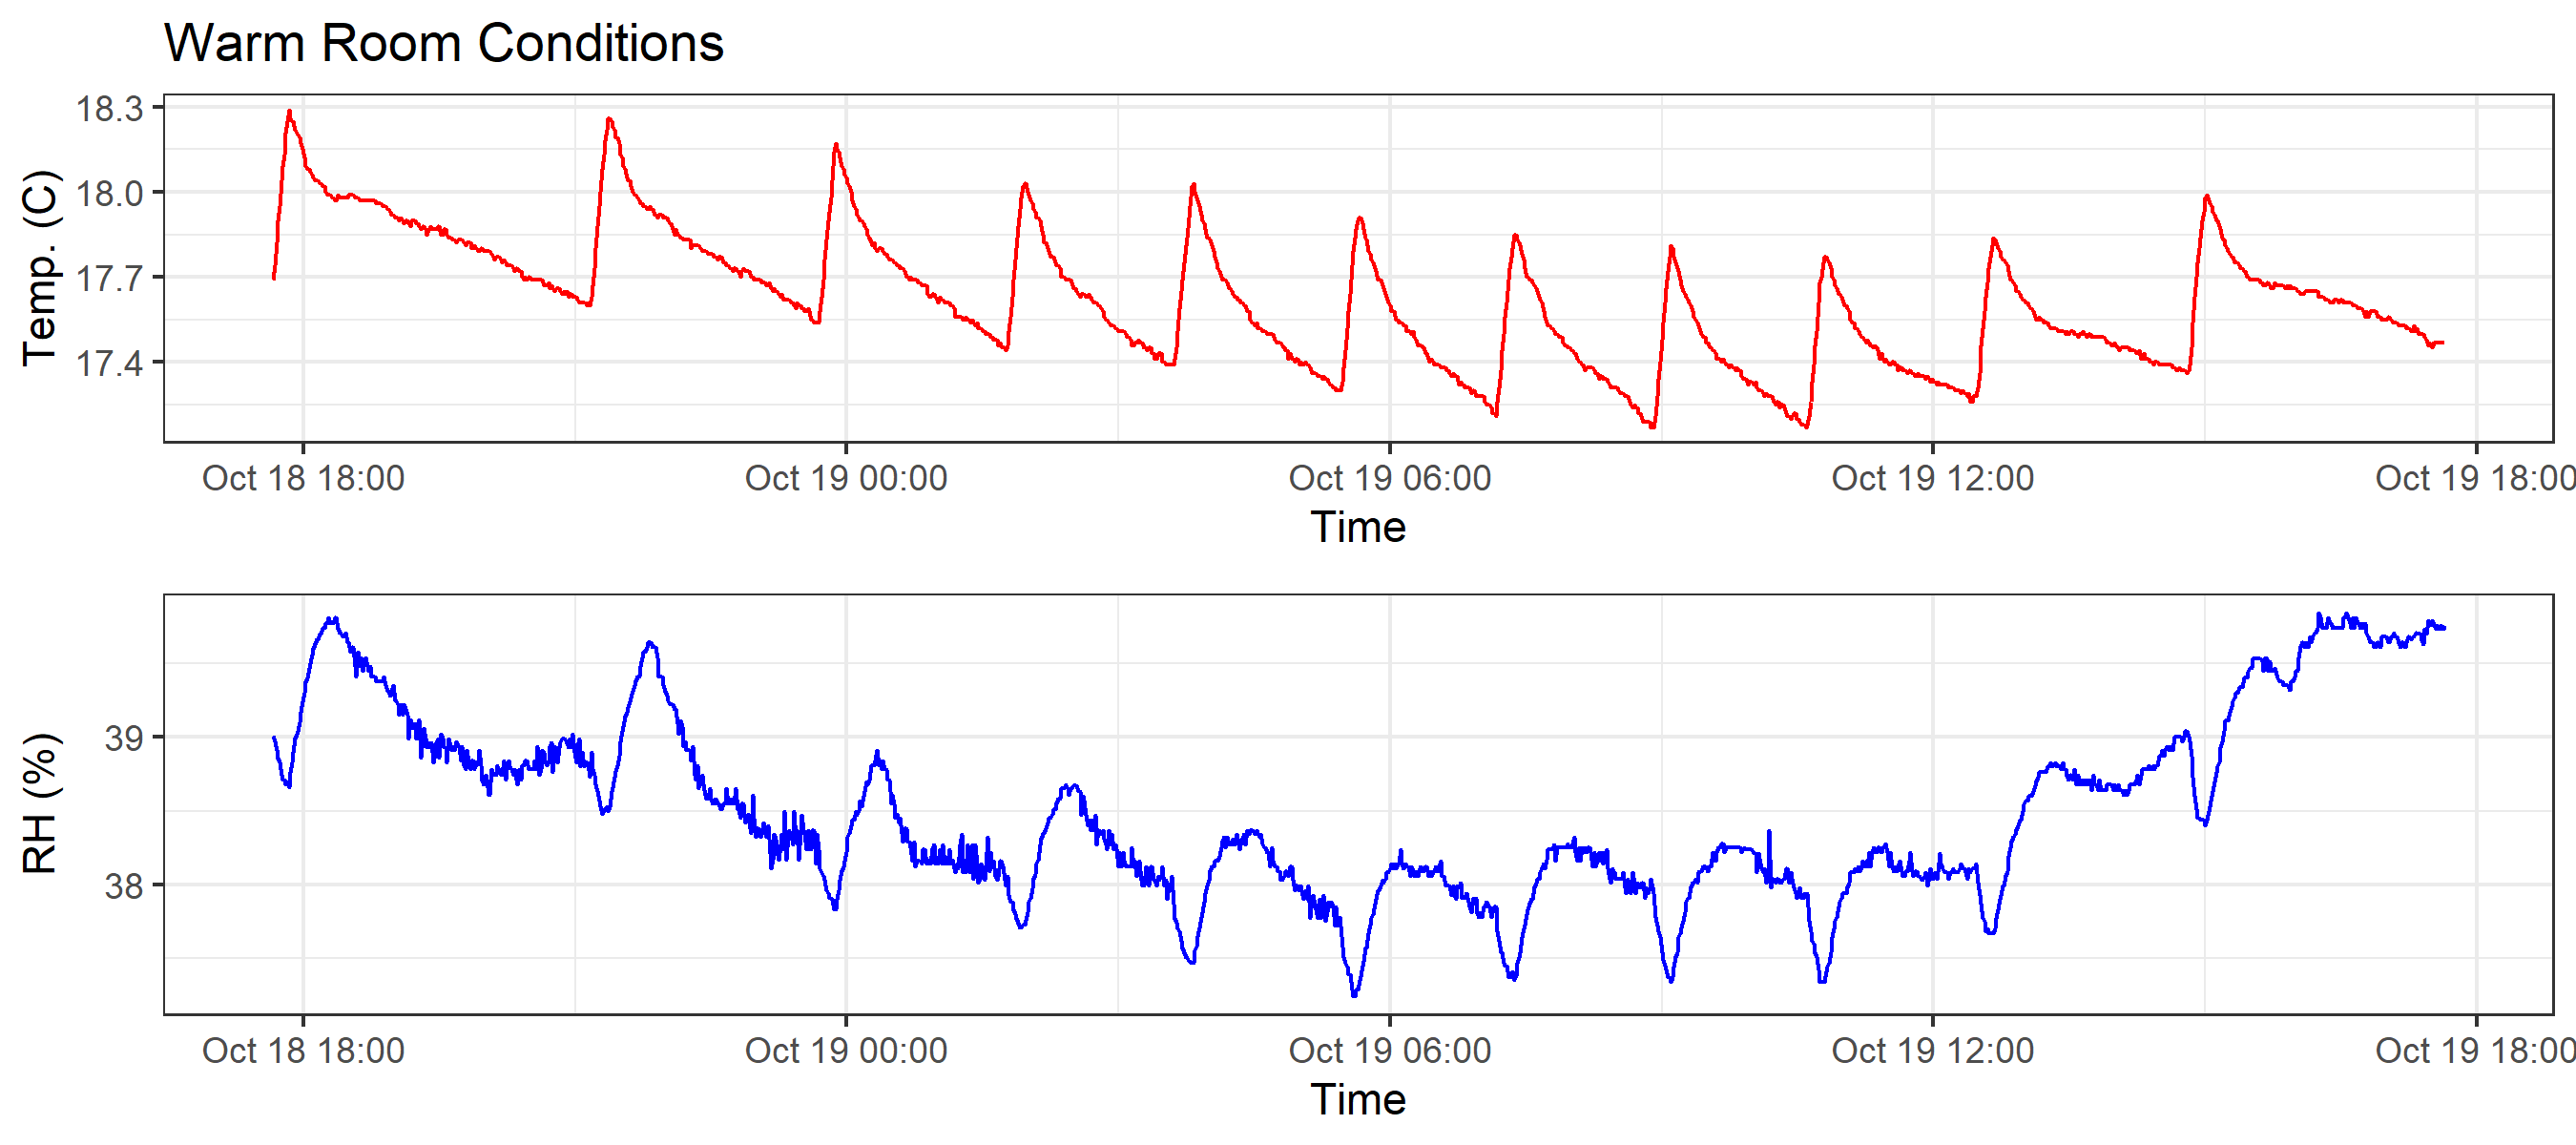 Warm Room Conditions
Temp. (C)
18.3
18.0
17.7
17.4
Oct 18 18:00 Oct 19 00:00 Oct 19 06:00 Oct 19 12:00 Oct 19 18:00
Time
RH (%)
39
38
Oct 18 18:00 Oct 19 00:00 Oct 19 06:00 Oct 19 12:00 Oct 19 18:00
Time